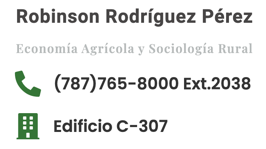 Robinson Rodríguez Pérez
Economía Agrícola y Sociología Rural
(787)765-8000 Ext.2038
Edificio C-307